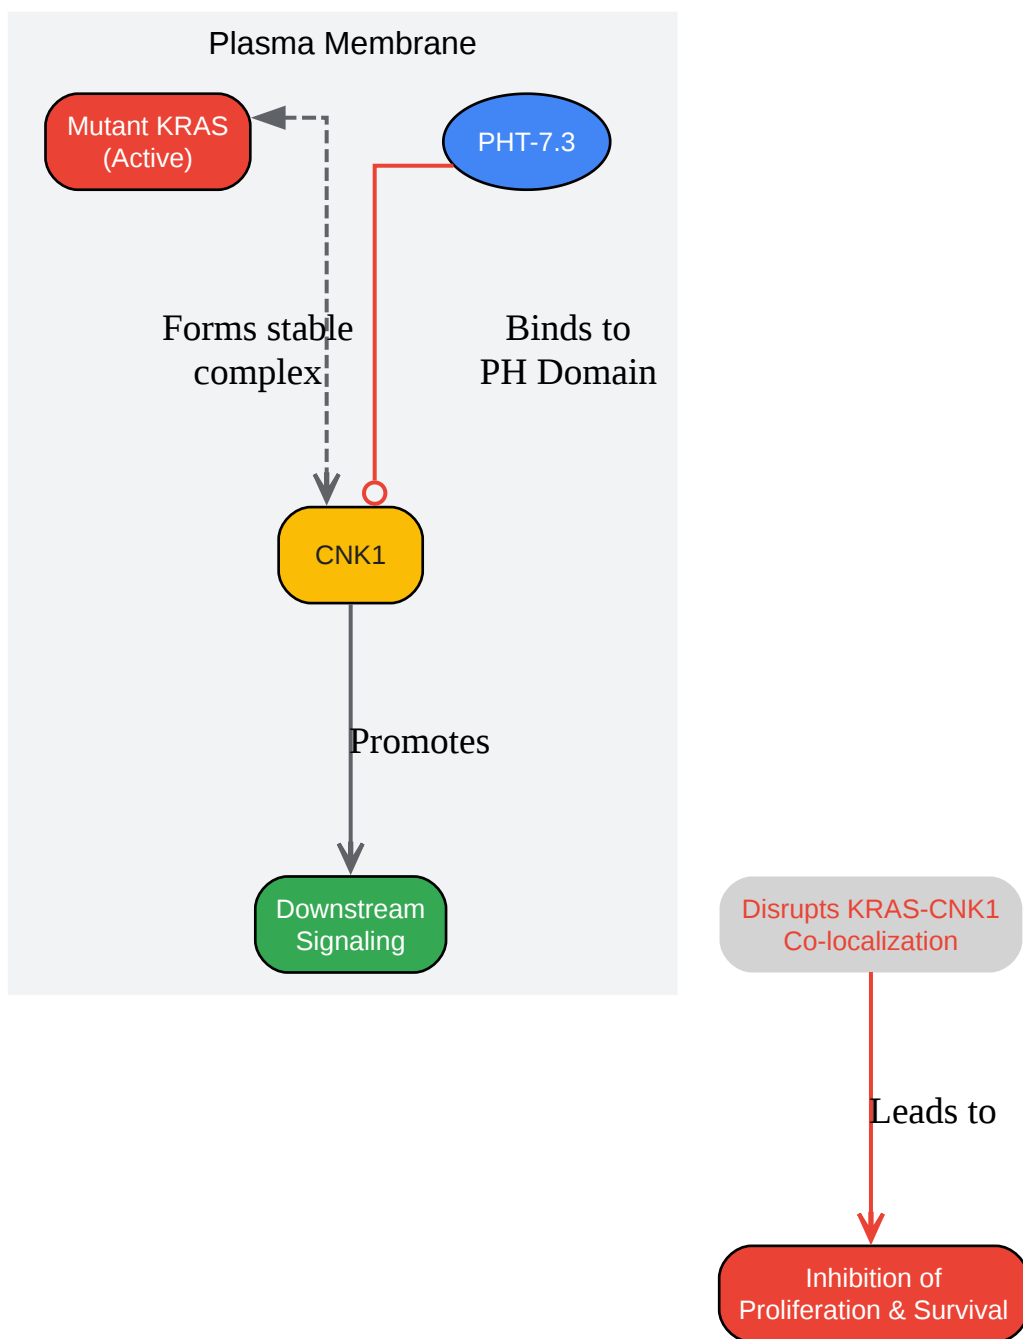 Plasma Membrane
Mutant KRAS
(Active)
PHT-7.3
Forms stable
complex
Binds to
PH Domain
CNK1
Promotes
Downstream
Signaling
Disrupts KRAS-CNK1
Co-localization
Leads to
Inhibition of
Proliferation & Survival